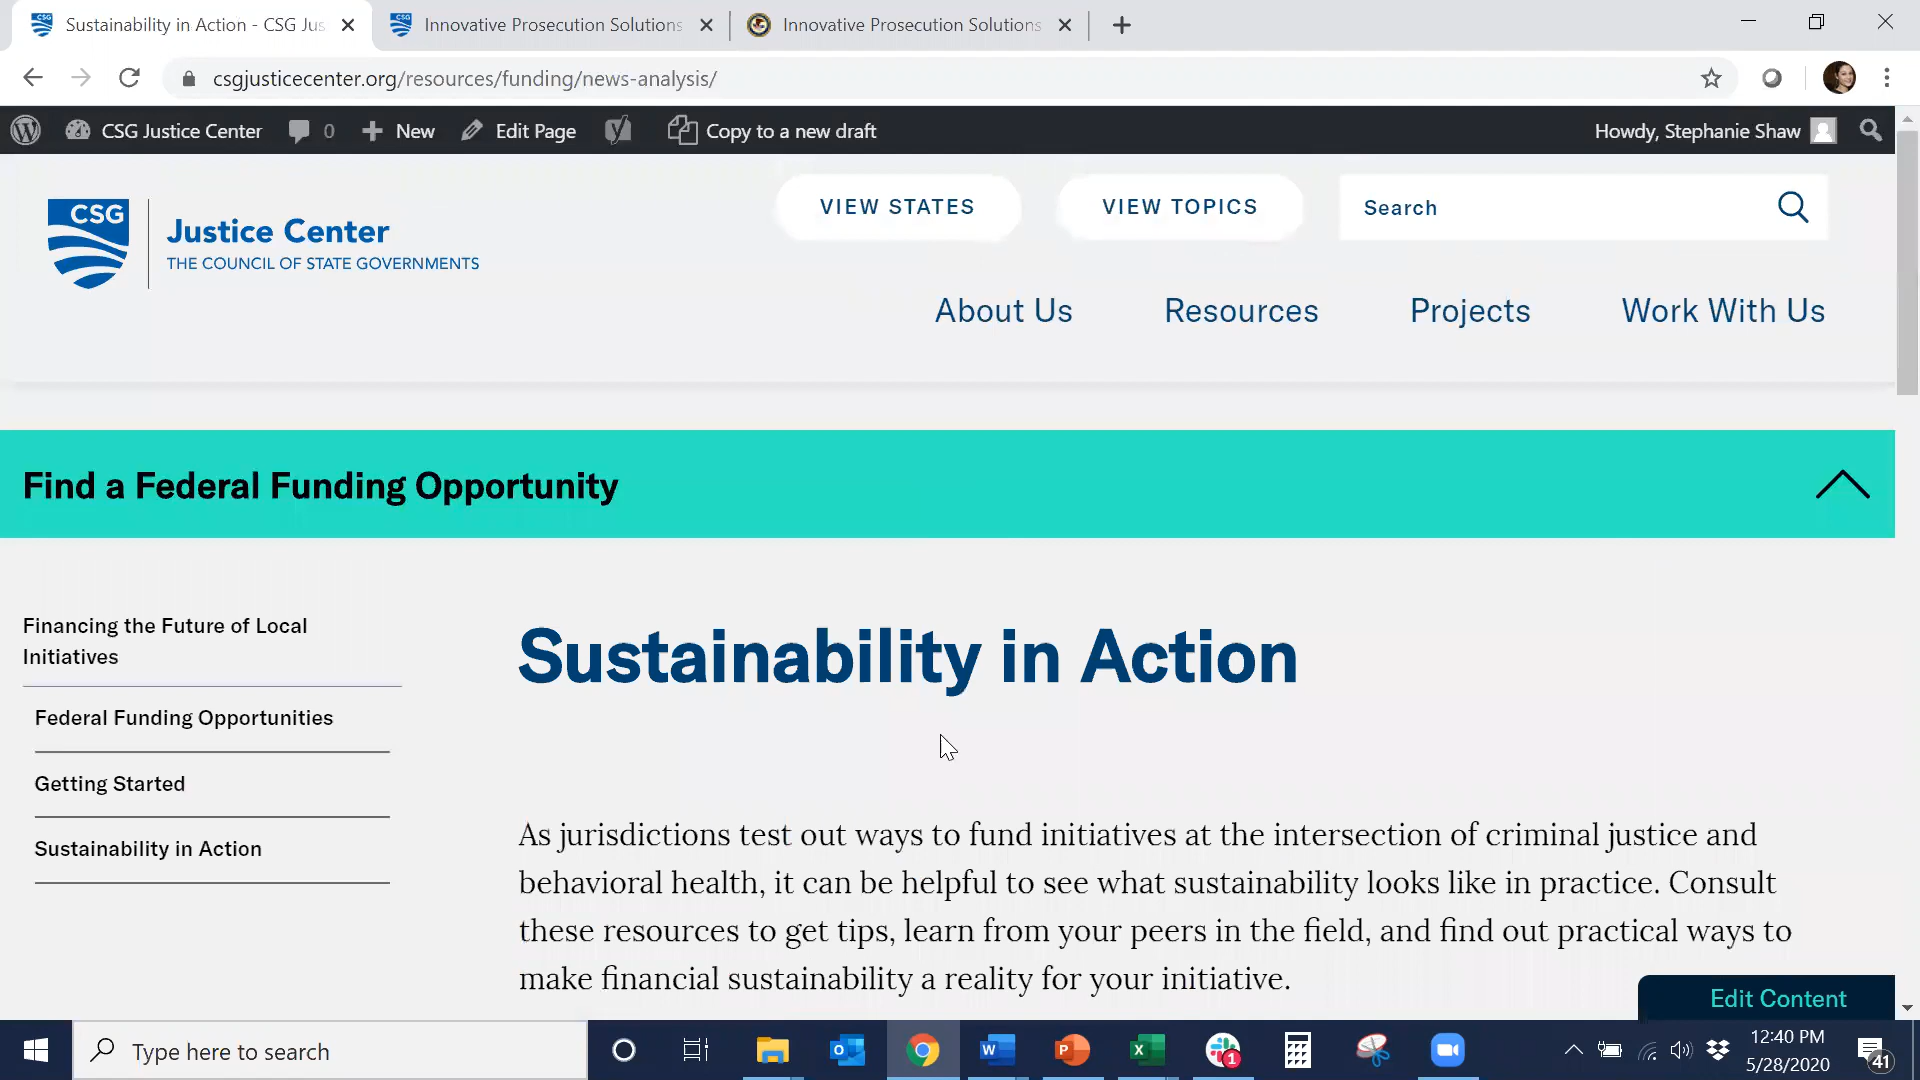 Sustainability in Action - CSG Jus
Innovative Prosecution Solutions
Innovative Prosecution Solutions
csgjusticecenter.org/resources/funding/news-analysis/
CSG Justice Center
0
New
Edit Page
Copy to a new draft
Howdy, Stephanie Shaw
CSG
Justice Center
THE COUNCIL OF STATE GOVERNMENTS
VIEW STATES
VIEW TOPICS
Search
About Us
Resources
Projects
Work With Us
Find a Federal Funding Opportunity
Financing the Future of Local
Initiatives
Federal Funding Opportunities
Getting Started
Sustainability in Action
Sustainability in Action
As jurisdictions test out ways to fund initiatives at the intersection of criminal justice and
behavioral health, it can be helpful to see what sustainability looks like in practice. Consult
these resources to get tips, learn from your peers in the field, and find out practical ways to
make financial sustainability a reality for your initiative.
Edit Content
Type here to search
1
12:40 PM
5/28/2020
41